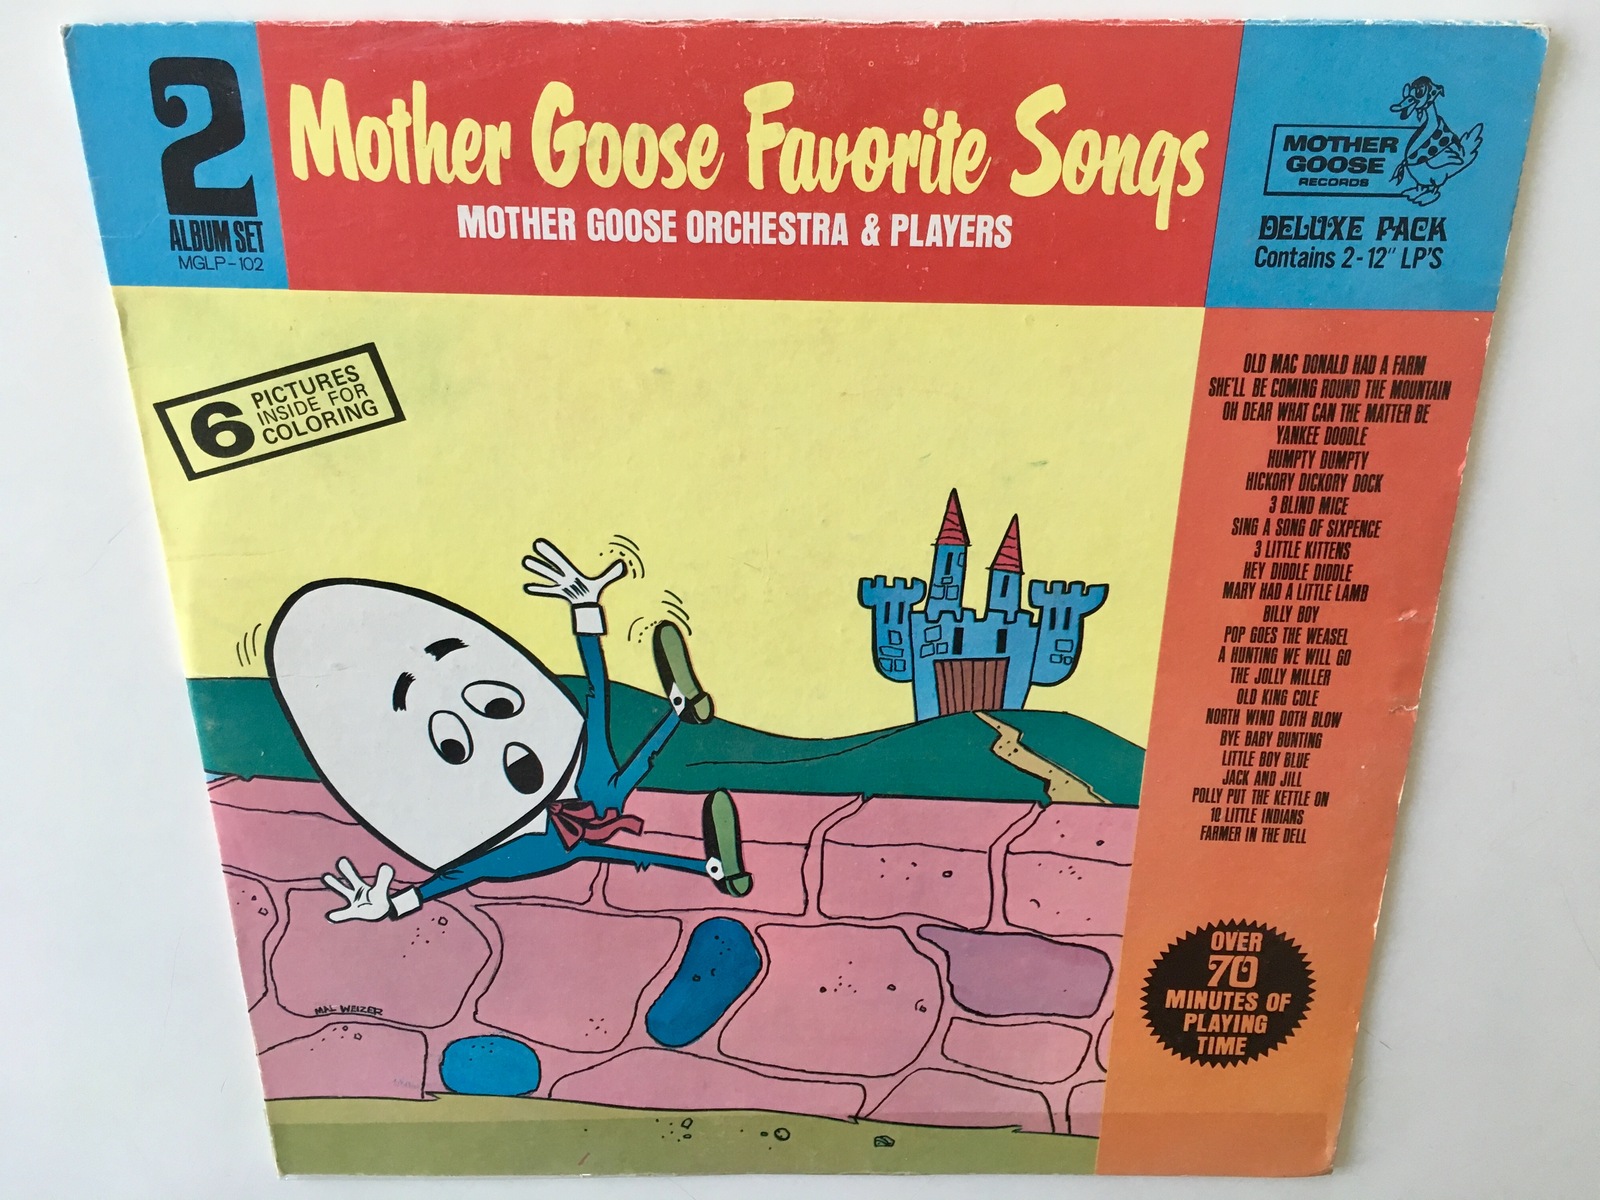 2
ALBUM SET
MGLP-102
Mother Goose Favorite Songs
MOTHER GOOSE ORCHESTRA & PLAYERS
MOTHER
GOOSE
RECORDS
DELUXE PACK
Contains 2-12" LP'S
6 PICTURES
INSIDE FOR
COLORING
OLD MAC DONALD HAD A FARM
SHE'LL BE COMING ROUND THE MOUNTAIN
OH DEAR WHAT CAN THE MATTER BE
YANKEE DOODLE
HUMPTY DUMPTY
HICKORY DICKORY DOCK
3 BLIND MICE
SING A SONG OF SIXPENCE
3 LITTLE KITTENS
HEY DIDDLE DIDDLE
MARY HAD A LITTLE LAMB
BILLY BOY
POP GOES THE WEASEL
A HUNTING WE WILL GO
THE JOLLY MILLER
OLD KING COLE
NORTH WIND DOTH BLOW
BYE BABY BUNTING
LITTLE BOY BLUE
JACK AND JILL
POLLY PUT THE KETTLE ON
10 LITTLE INDIANS
FARMER IN THE DELL
OVER
70
MINUTES OF
PLAYING
TIME
MAL WEIZER